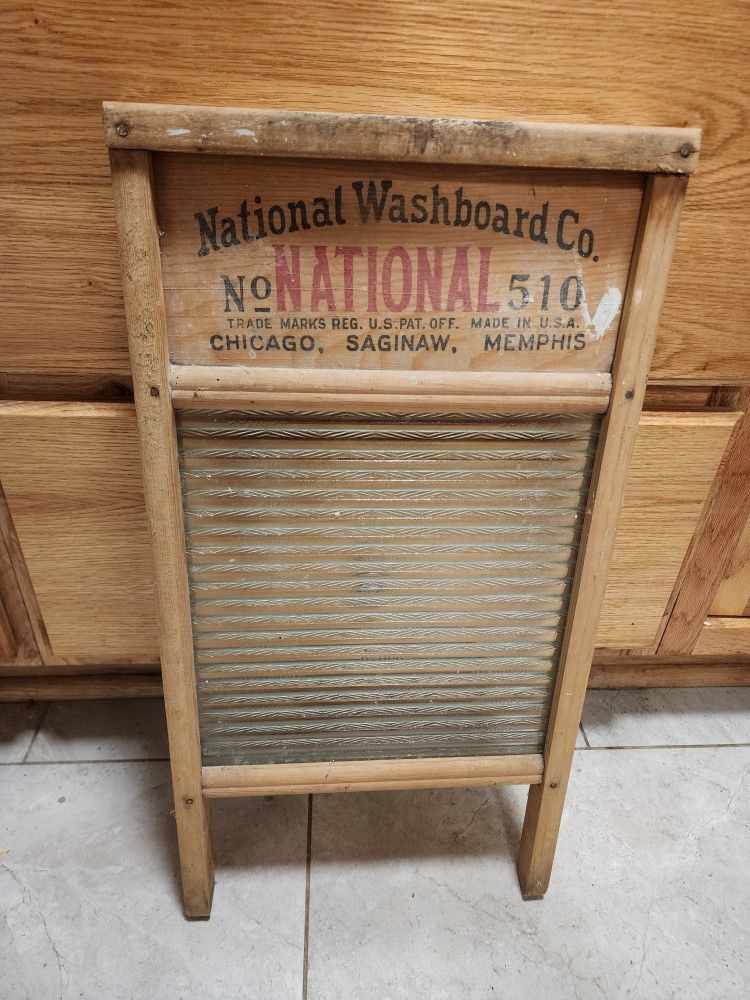 National Washboard Co.
No NATIONAL 510
TRADE MARKS REG. U.S. PAT. OFF. MADE IN U.S.A.
CHICAGO, SAGINAW, MEMPHIS